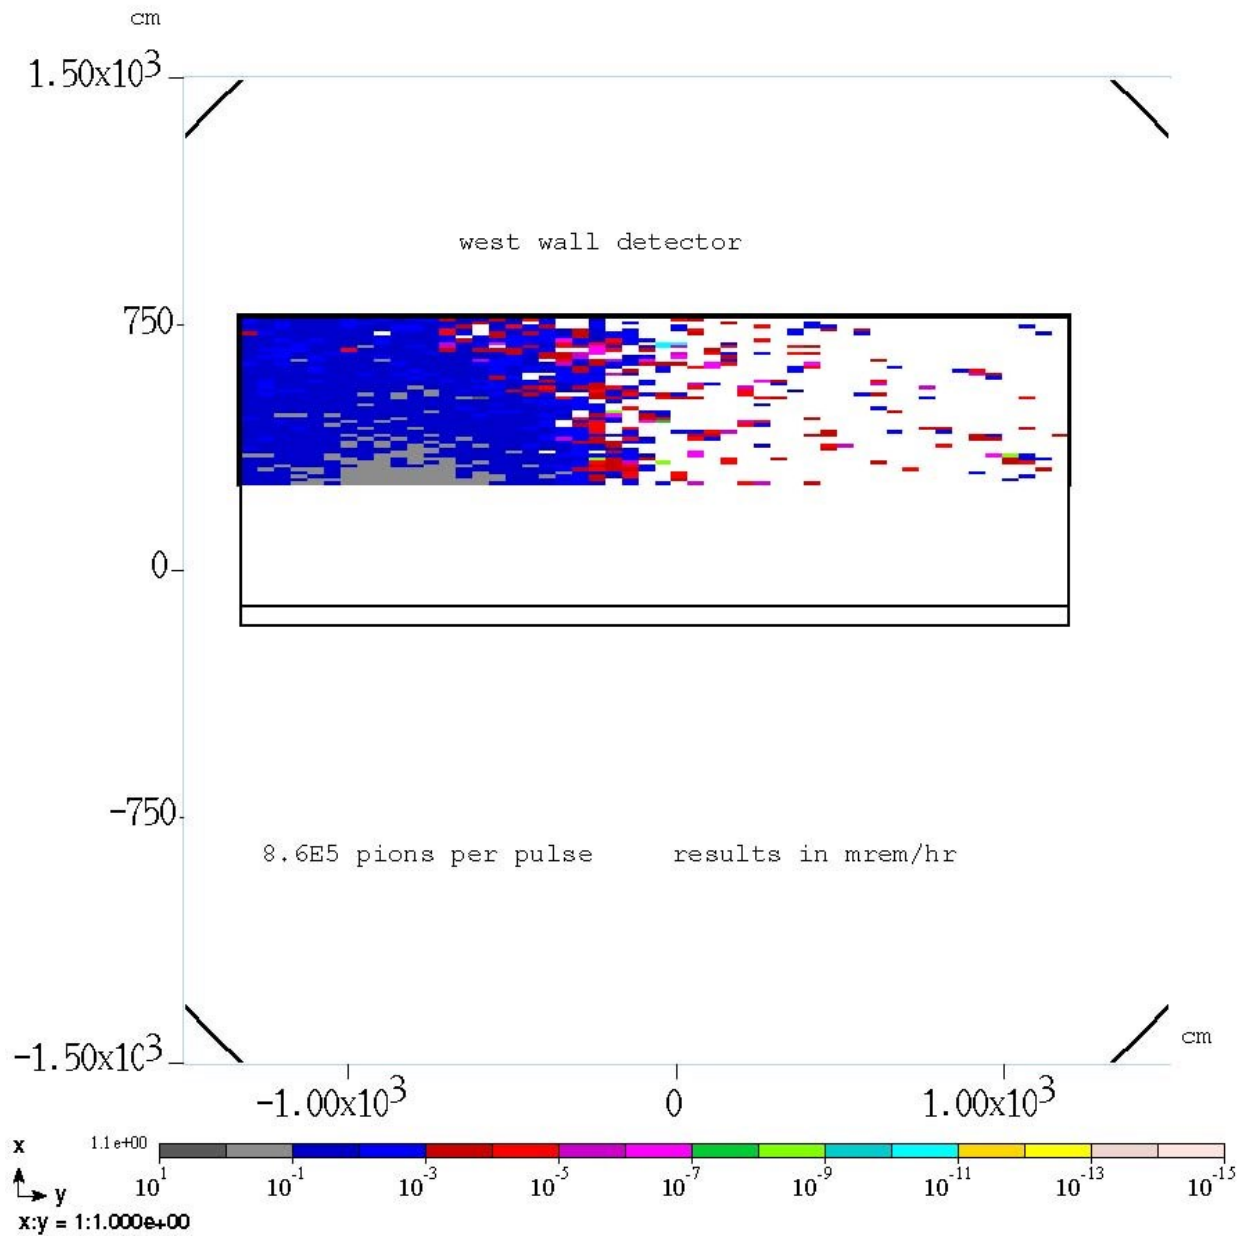 cm
1.50x10³
west wall detector
750
0
-750
8.6E5 pions per pulse results in mrem/hr
-1.50x10³
cm
-1.00x10³ 0 1.00x10³
x 1.1e+00
10¹ 10⁻¹ 10⁻³ 10⁻⁵ 10⁻⁷ 10⁻⁹ 10⁻¹¹ 10⁻¹³ 10⁻¹⁵
y
x:y = 1:1.000e+00